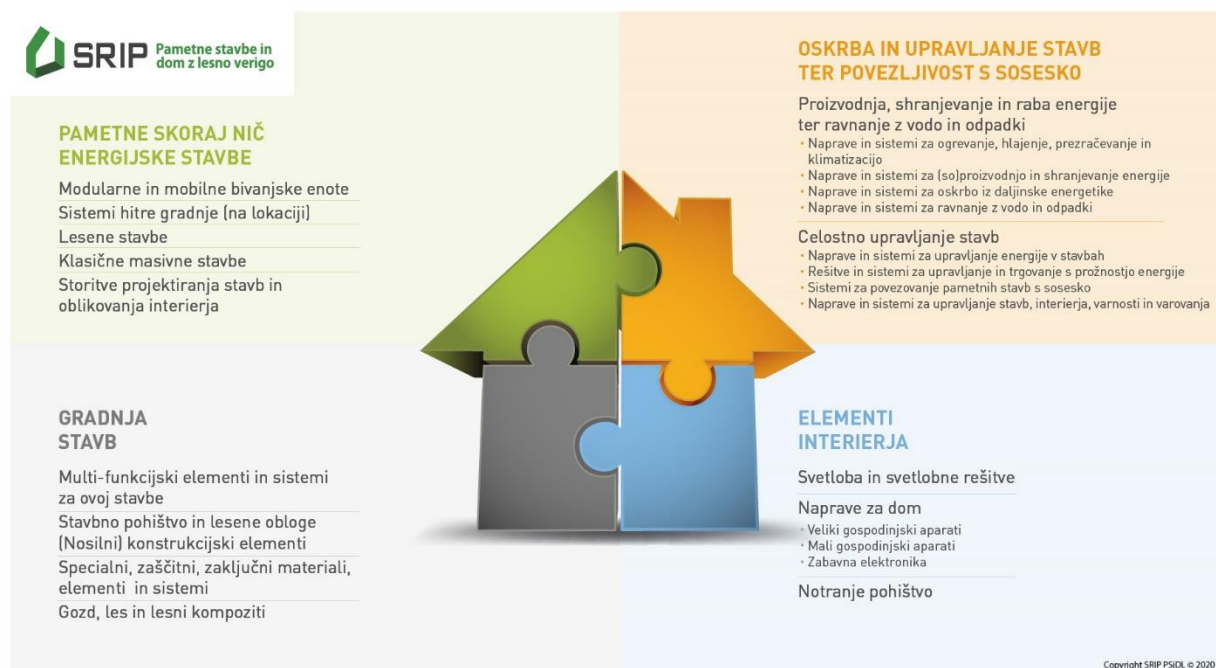 SRIP Pametne stavbe in
dom z lesno verigo
PAMETNE SKORAJ NIČ
ENERGIJSKE STAVBE
Modularne in mobilne bivanjske enote
Sistemi hitre gradnje (na lokaciji)
Lesene stavbe
Klasične masivne stavbe
Storitve projektiranja stavb in
oblikovanja interierja
OSKRBA IN UPRAVLJANJE STAVB
TER POVEZLJIVOST S SOSESKO
Proizvodnja, shranjevanje in raba energije
ter ravnanje z vodo in odpadki
• Naprave in sistemi za ogrevanje, hlajenje, prezračevanje in
klimatizacijo
• Naprave in sistemi za (so)proizvodnjo in shranjevanje energije
• Naprave in sistemi za oskrbo iz daljinske energetike
• Naprave in sistemi za ravnanje z vodo in odpadki
Celostno upravljanje stavb
• Naprave in sistemi za upravljanje energije v stavbah
• Rešitve in sistemi za upravljanje in trgovanje s prožnostjo energije
• Sistemi za povezovanje pametnih stavb s sosesko
• Naprave in sistemi za upravljanje stavb, interierja, varnosti in varovanja
GRADNJA
STAVB
Multi-funkcijski elementi in sistemi
za ovoj stavbe
Stavbno pohištvo in lesene obloge
(Nosilni) konstrukcijski elementi
Specialni, zaščitni, zaključni materiali,
elementi in sistemi
Gozd, les in lesni kompoziti
ELEMENTI
INTERIERJA
Svetloba in svetlobne rešitve
Naprave za dom
• Veliki gospodinjski aparati
• Mali gospodinjski aparati
• Zabavna elektronika
Notranje pohištvo
Copyright SRIP PSiDL © 2020